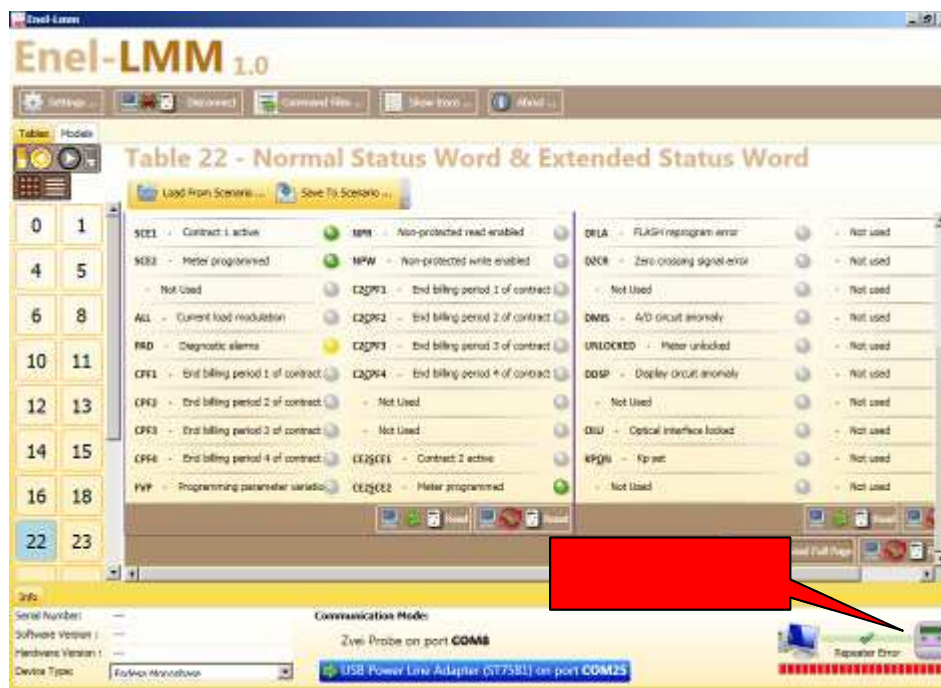 Enel-Lmm
Enel-LMM 1.0
Settings ... Disconnect Command Files ... Show Icons ... About ...
Tables Models
Table 22 - Normal Status Word & Extended Status Word
Load From Scenario ... Save To Scenario ...
0 1
4 5
6 8
10 11
12 13
14 15
16 18
22 23
SCE1 - Contract 1 active
SCE2 - Meter programmed
- Not Used
ALL - Current load modulation
PAD - Diagnostic alarms
CPF1 - End billing period 1 of contract
CPF2 - End billing period 2 of contract
CPF3 - End billing period 3 of contract
CPF4 - End billing period 4 of contract
PVP - Programming parameter variatio
NPR - Non-protected read enabled
NPW - Non-protected write enabled
C2CPF1 - End billing period 1 of contract
C2CPF2 - End billing period 2 of contract
C2CPF3 - End billing period 3 of contract
C2CPF4 - End billing period 4 of contract
- Not Used
- Not Used
CE2SCE1 - Contract 2 active
CE2SCE2 - Meter programmed
DFLA - FLASH reprogram error
DZCR - Zero crossing signal error
- Not Used
DMIS - A/D circuit anomaly
UNLOCKED - Meter unlocked
DDSP - Display circuit anomaly
- Not Used
- Optical interface locked
KPON - Kp set
- Not Used
- Not used
- Not used
- Not used
- Not used
- Not used
- Not used
- Not used
- Not used
- Not used
- Not used
Read Read
Read
Read Full Page
Info
Serial Number: ---
Software Version : ---
Hardware Version : ---
Device Type: Endesa Monophase
Communication Mode:
Zvei Probe on port COM8
USB Power Line Adapter (ST7581) on port COM25
Repeater Error